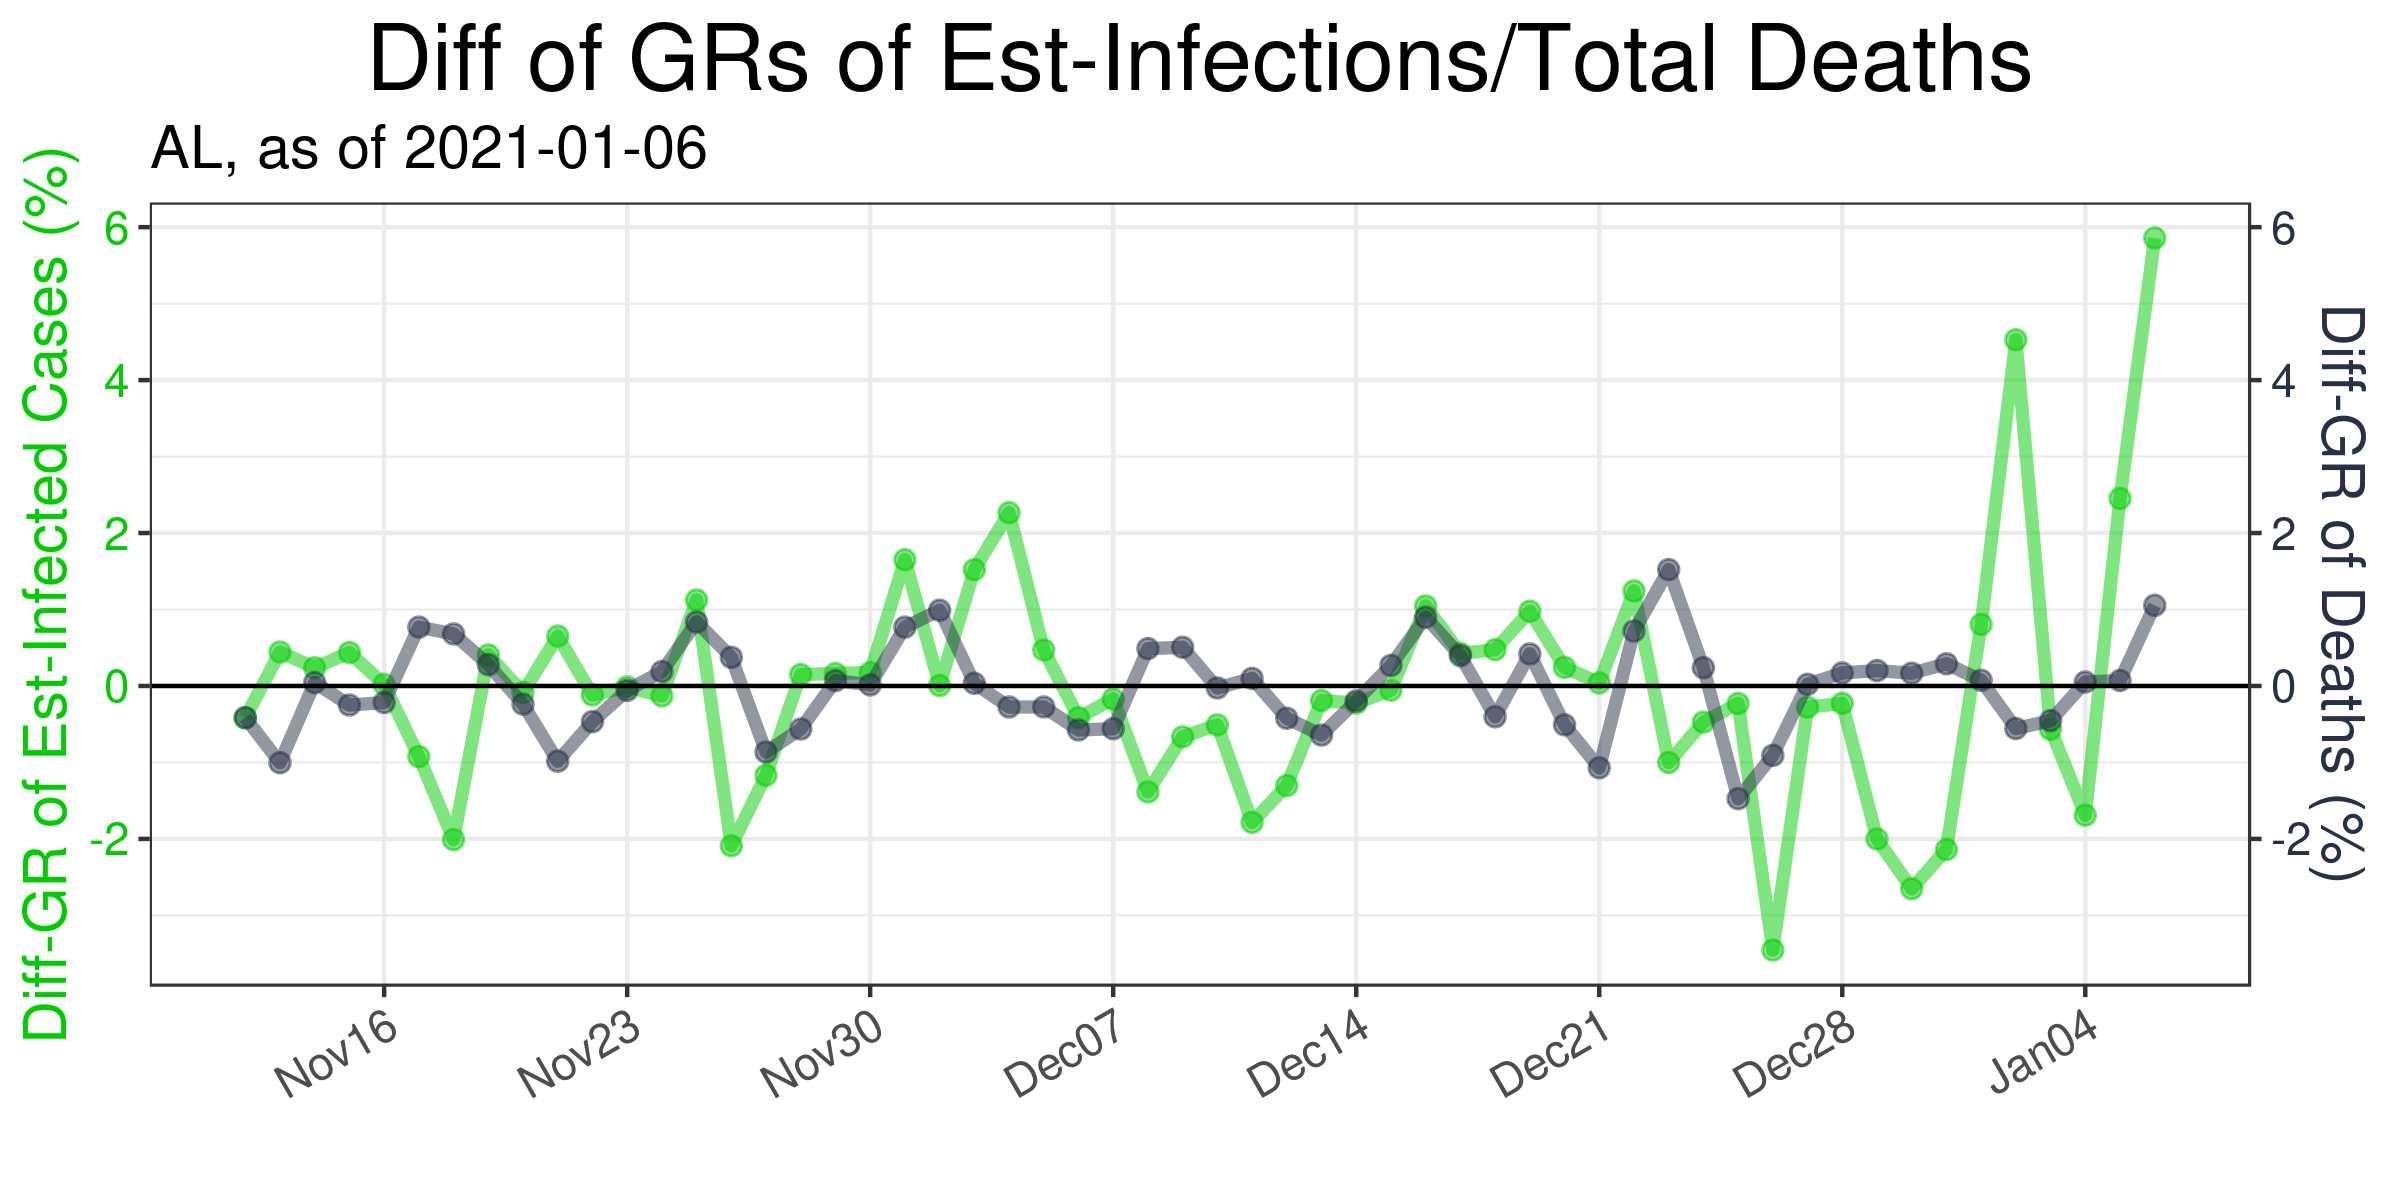 Diff of GRs of Est-Infections/Total Deaths
AL, as of 2021-01-06
Diff-GR of Est-Infected Cases (%)
6
4
2
0
-2
6
4
2
0
-2
Diff-GR of Deaths (%)
Nov16
Nov23
Nov30
Dec07
Dec14
Dec21
Dec28
Jan04